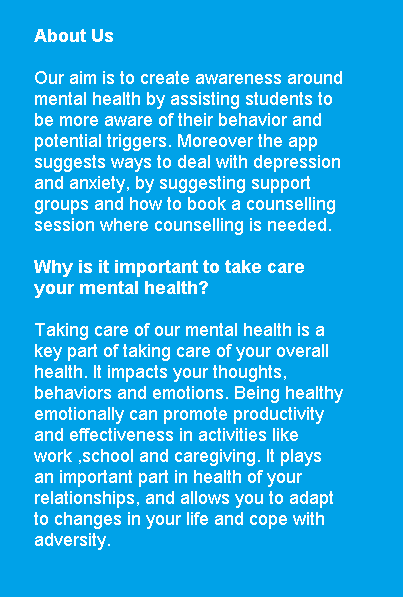 About Us
Our aim is to create awareness around
mental health by assisting students to
be more aware of their behavior and
potential triggers. Moreover the app
suggests ways to deal with depression
and anxiety, by suggesting support
groups and how to book a counselling
session where counselling is needed.
Why is it important to take care
your mental health?
Taking care of our mental health is a
key part of taking care of your overall
health. It impacts your thoughts,
behaviors and emotions. Being healthy
emotionally can promote productivity
and effectiveness in activities like
work ,school and caregiving. It plays
an important part in health of your
relationships, and allows you to adapt
to changes in your life and cope with
adversity.